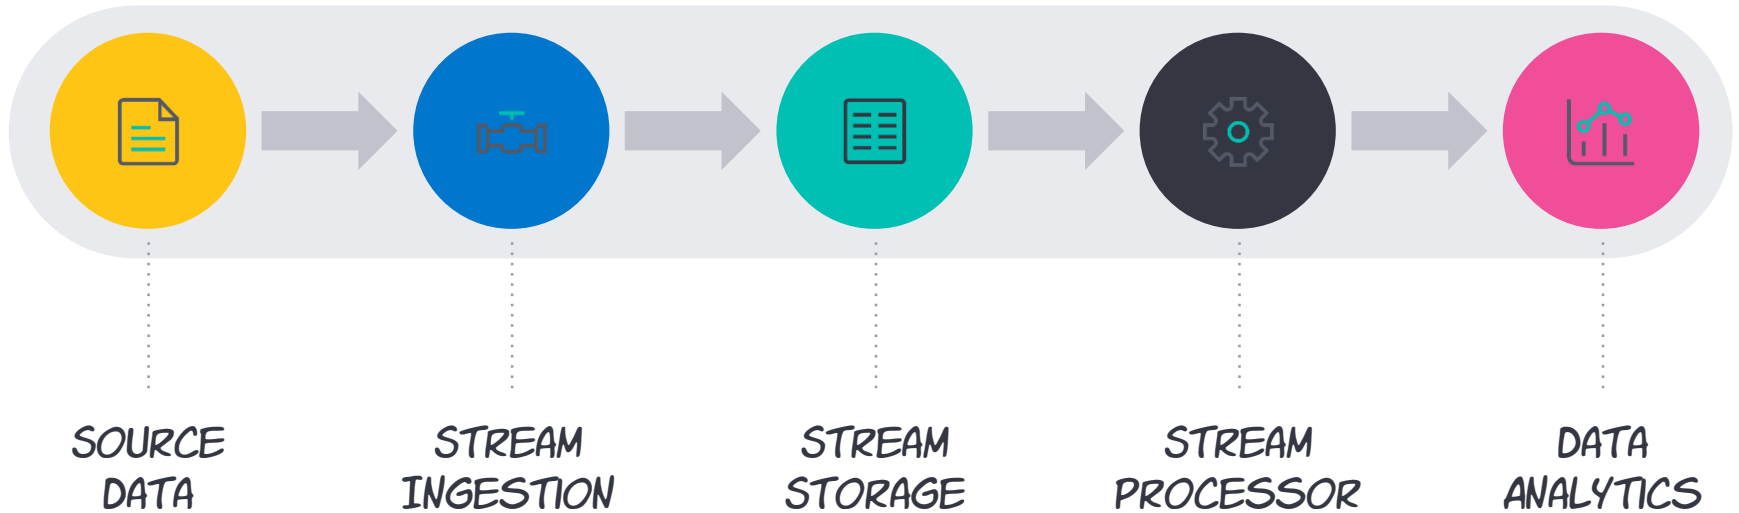 SOURCE
DATA
STREAM
INGESTION
STREAM
STORAGE
STREAM
PROCESSOR
DATA
ANALYTICS